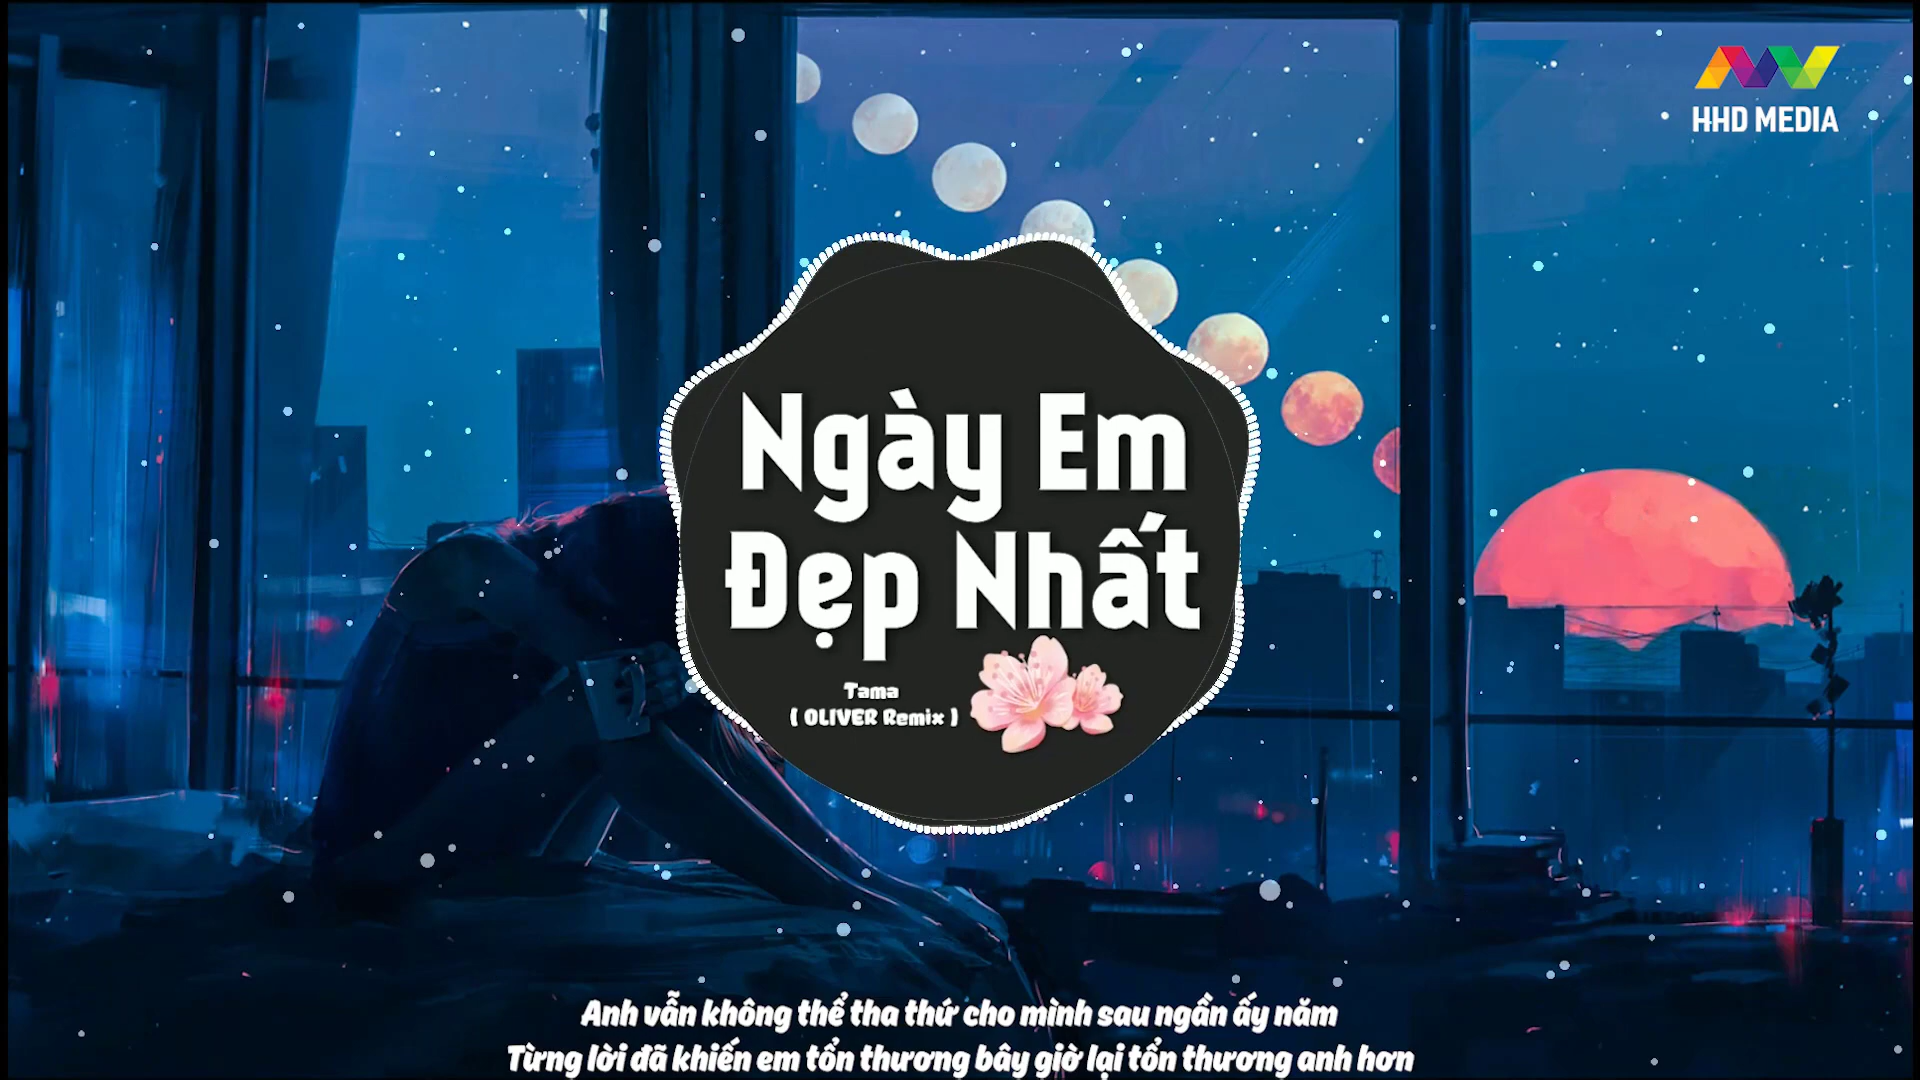 HHD MEDIA
Ngày Em
Đẹp Nhất
Tama
( OLIVER Remix )
Anh vẫn không thể tha thứ cho mình sau ngần ấy năm
Từng lời đã khiến em tổn thương bây giờ lại tổn thương anh hơn